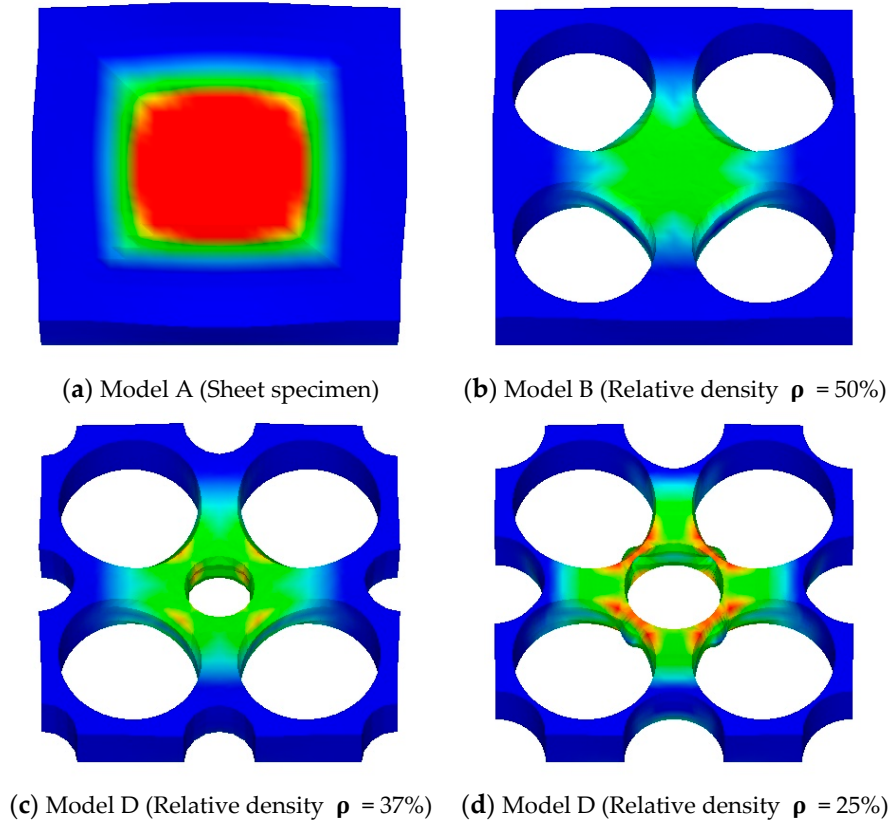 (a) Model A (Sheet specimen)
(b) Model B (Relative density ρ = 50%)
(c) Model D (Relative density ρ = 37%)
(d) Model D (Relative density ρ = 25%)